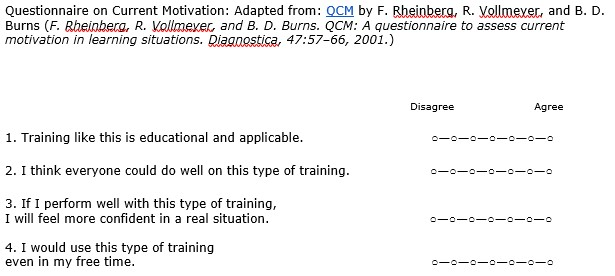 Questionnaire on Current Motivation: Adapted from: QCM by F. Rheinberg, R. Vollmeyer, and B. D.
Burns (F. Rheinberg, R. Vollmeyer, and B. D. Burns. QCM: A questionnaire to assess current
motivation in learning situations. Diagnostica, 47:57–66, 2001.)
Disagree Agree
1. Training like this is educational and applicable.
2. I think everyone could do well on this type of training.
3. If I perform well with this type of training,
I will feel more confident in a real situation.
4. I would use this type of training
even in my free time.